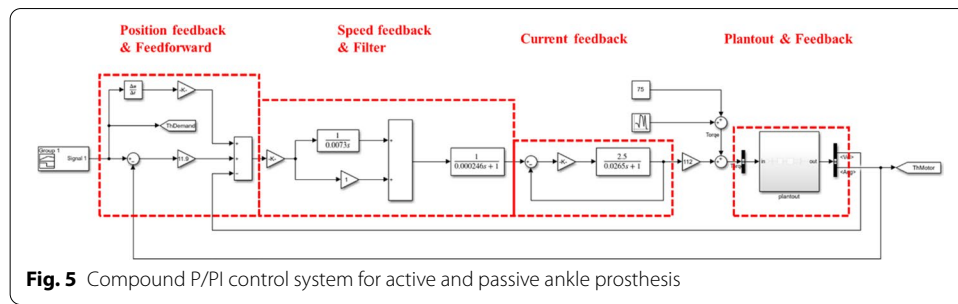 Position feedback
& Feedforward
Speed feedback
& Filter
Current feedback
Plantout & Feedback
Group 1
Signal 1
Δu
Δt
-K-
ThDemand
11.9
-K-
1
0.0073s
1
1
0.000246s + 1
-K-
2.5
0.0265s + 1
112
75
Torqe
in
out
plantout
ThMotor
Fig. 5 Compound P/PI control system for active and passive ankle prosthesis